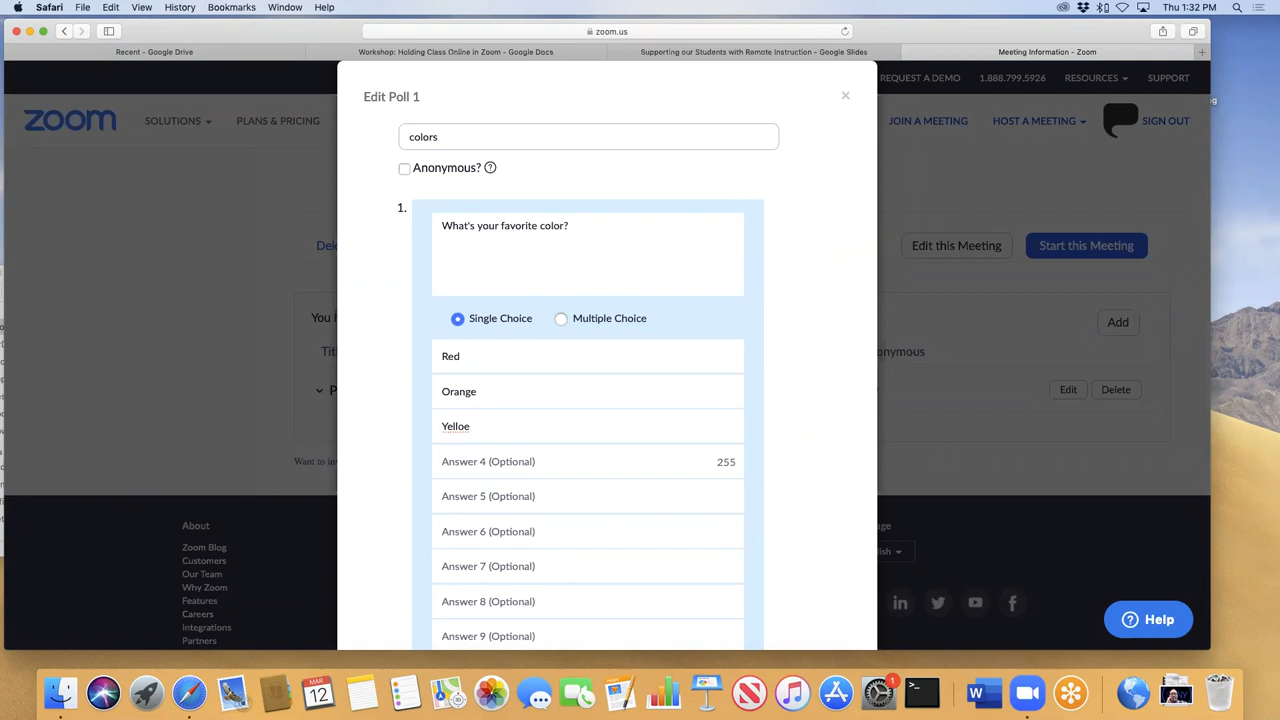 Safari File Edit View History Bookmarks Window Help Thu 1:32 PM
zoom.us
Recent - Google Drive Workshop: Holding Class Online in Zoom - Google Docs Supporting our Students with Remote Instruction - Google Slides Meeting Information - Zoom
REQUEST A DEMO 1.888.799.5926 RESOURCES SUPPORT
zoom SOLUTIONS PLANS & PRICING JOIN A MEETING HOST A MEETING SIGN OUT
Edit Poll 1 ×
colors
Anonymous?
1.
What's your favorite color?
Edit this Meeting Start this Meeting
Single Choice Multiple Choice
You Add
Red
Orange
Edit Delete
Yelloe
Answer 4 (Optional) 255
Answer 5 (Optional)
Answer 6 (Optional)
Answer 7 (Optional)
Answer 8 (Optional)
Answer 9 (Optional)
About
Zoom Blog
Customers
Our Team
Why Zoom
Features
Careers
Integrations
Partners
Help
MAR
12
1